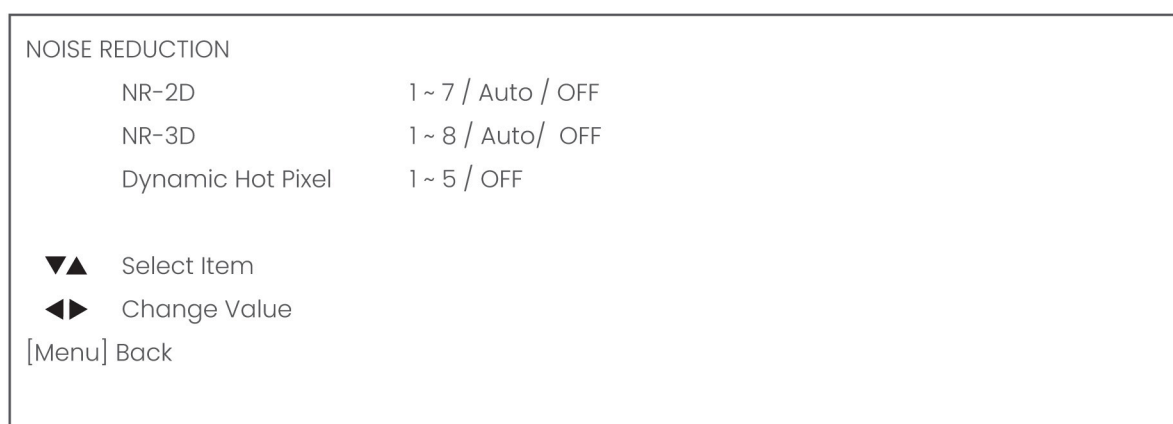 NOISE REDUCTION
NR-2D 1 ~ 7 / Auto / OFF
NR-3D 1 ~ 8 / Auto/ OFF
Dynamic Hot Pixel 1 ~ 5 / OFF
▼▲ Select Item
◀▶ Change Value
[Menu] Back